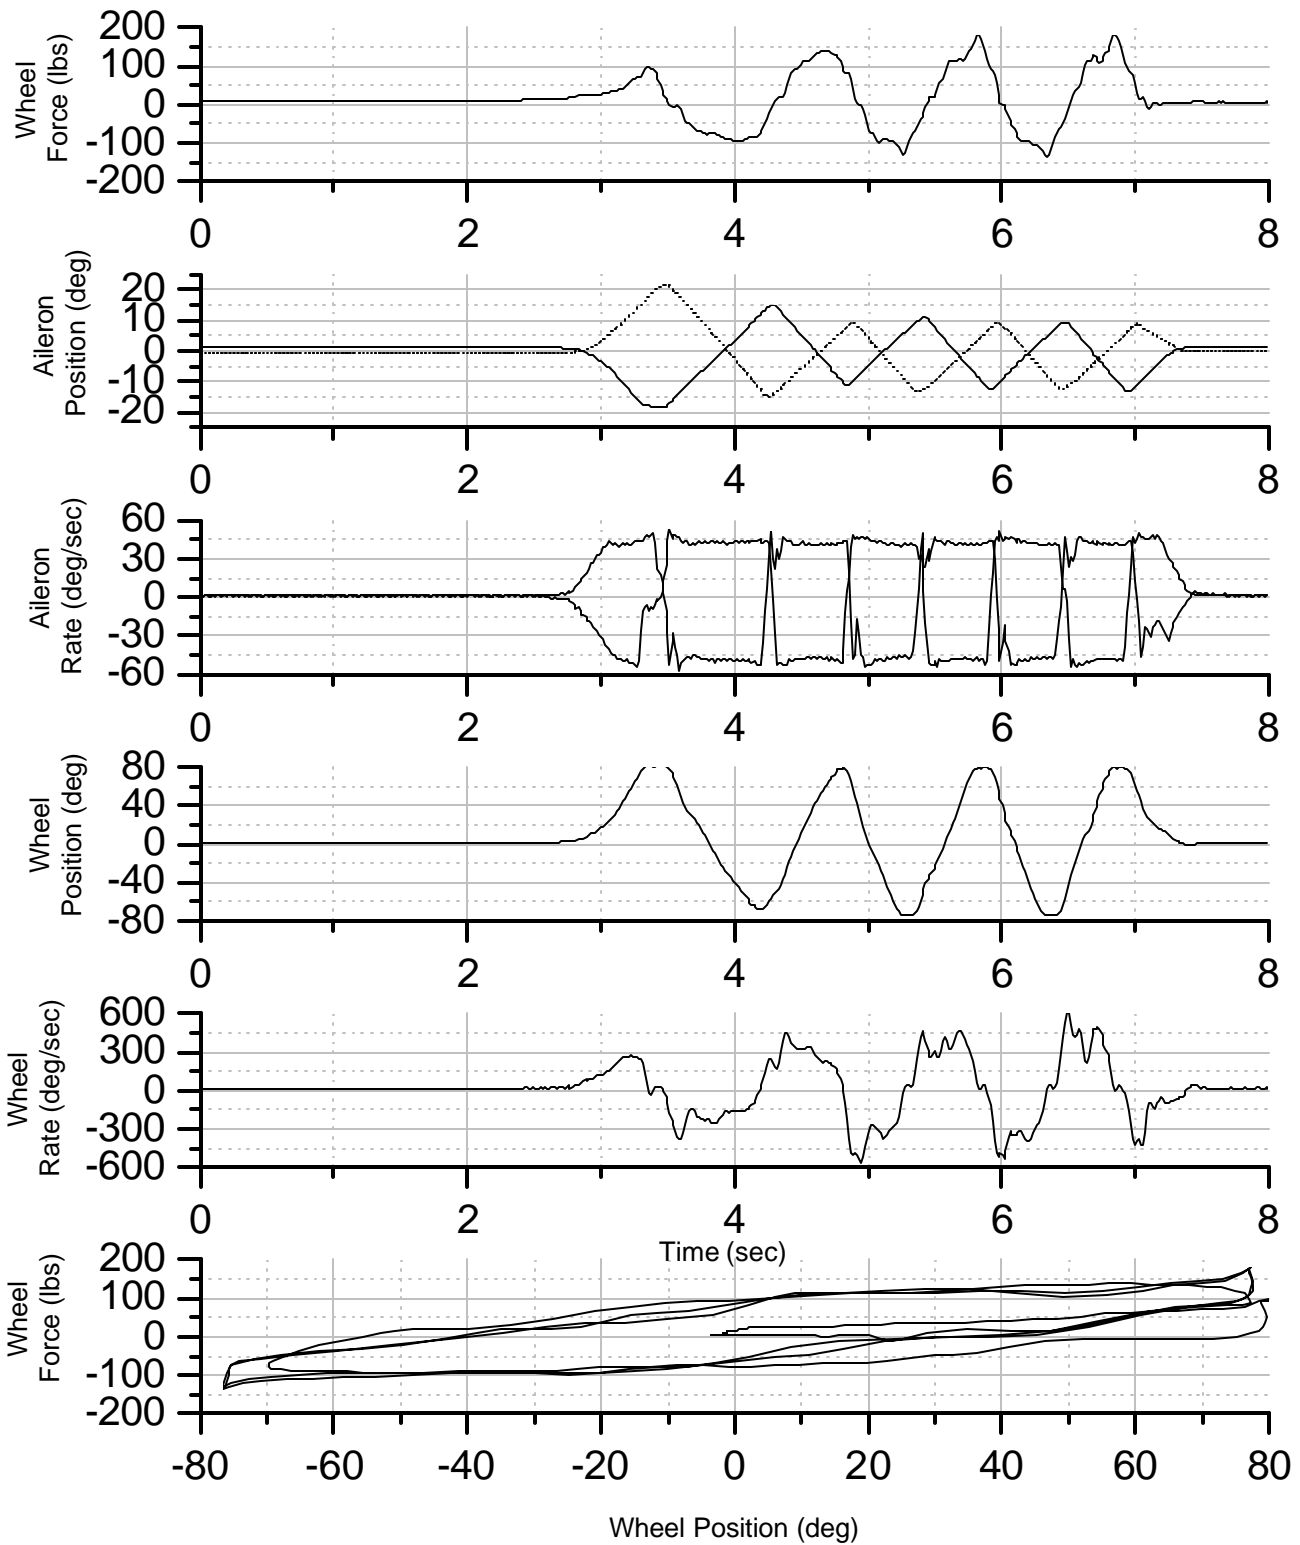 Wheel
Force (lbs)
200
100
0
-100
-200
0 2 4 6 8
Aileron
Position (deg)
20
10
0
-10
-20
0 2 4 6 8
Aileron
Rate (deg/sec)
60
30
0
-30
-60
0 2 4 6 8
Wheel
Position (deg)
80
40
0
-40
-80
0 2 4 6 8
Wheel
Rate (deg/sec)
600
300
0
-300
-600
0 2 4 6 8
Time (sec)
Wheel
Force (lbs)
200
100
0
-100
-200
-80 -60 -40 -20 0 20 40 60 80
Wheel Position (deg)